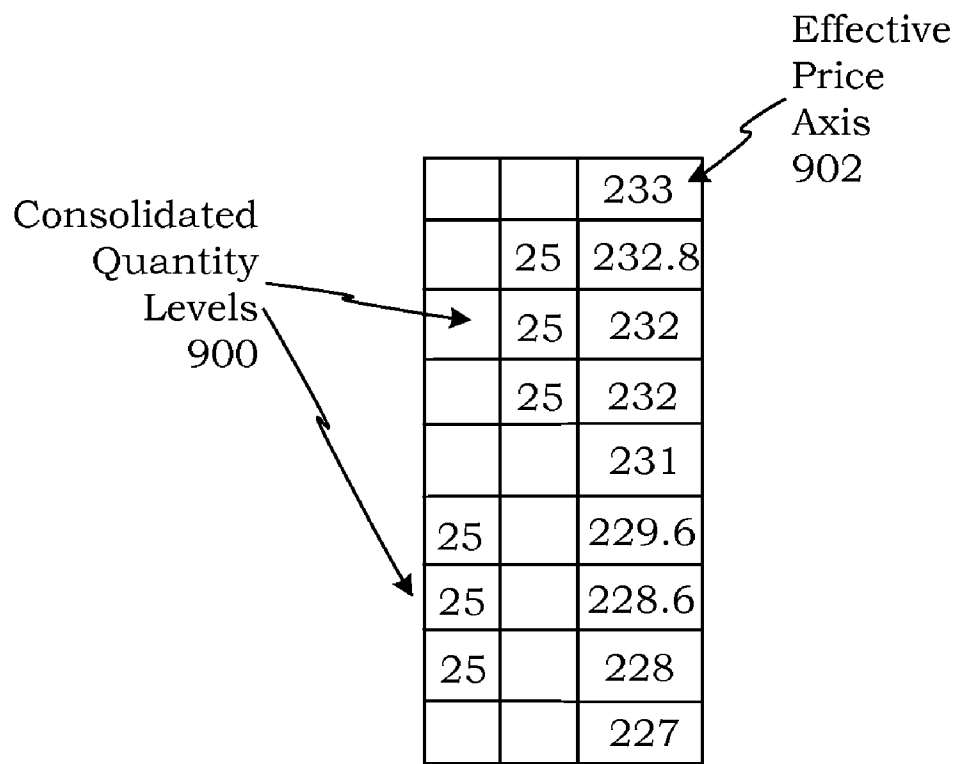 Effective
Price
Axis
902
Consolidated
Quantity
Levels
900
233
25 232.8
25 232
25 232
231
25 229.6
25 228.6
25 228
227